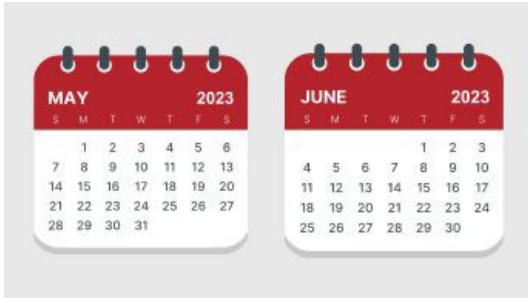 MAY 2023
S M T W T F S
1 2 3 4 5 6
7 8 9 10 11 12 13
14 15 16 17 18 19 20
21 22 23 24 25 26 27
28 29 30 31
JUNE 2023
S M T W T F S
1 2 3
4 5 6 7 8 9 10
11 12 13 14 15 16 17
18 19 20 21 22 23 24
25 26 27 28 29 30